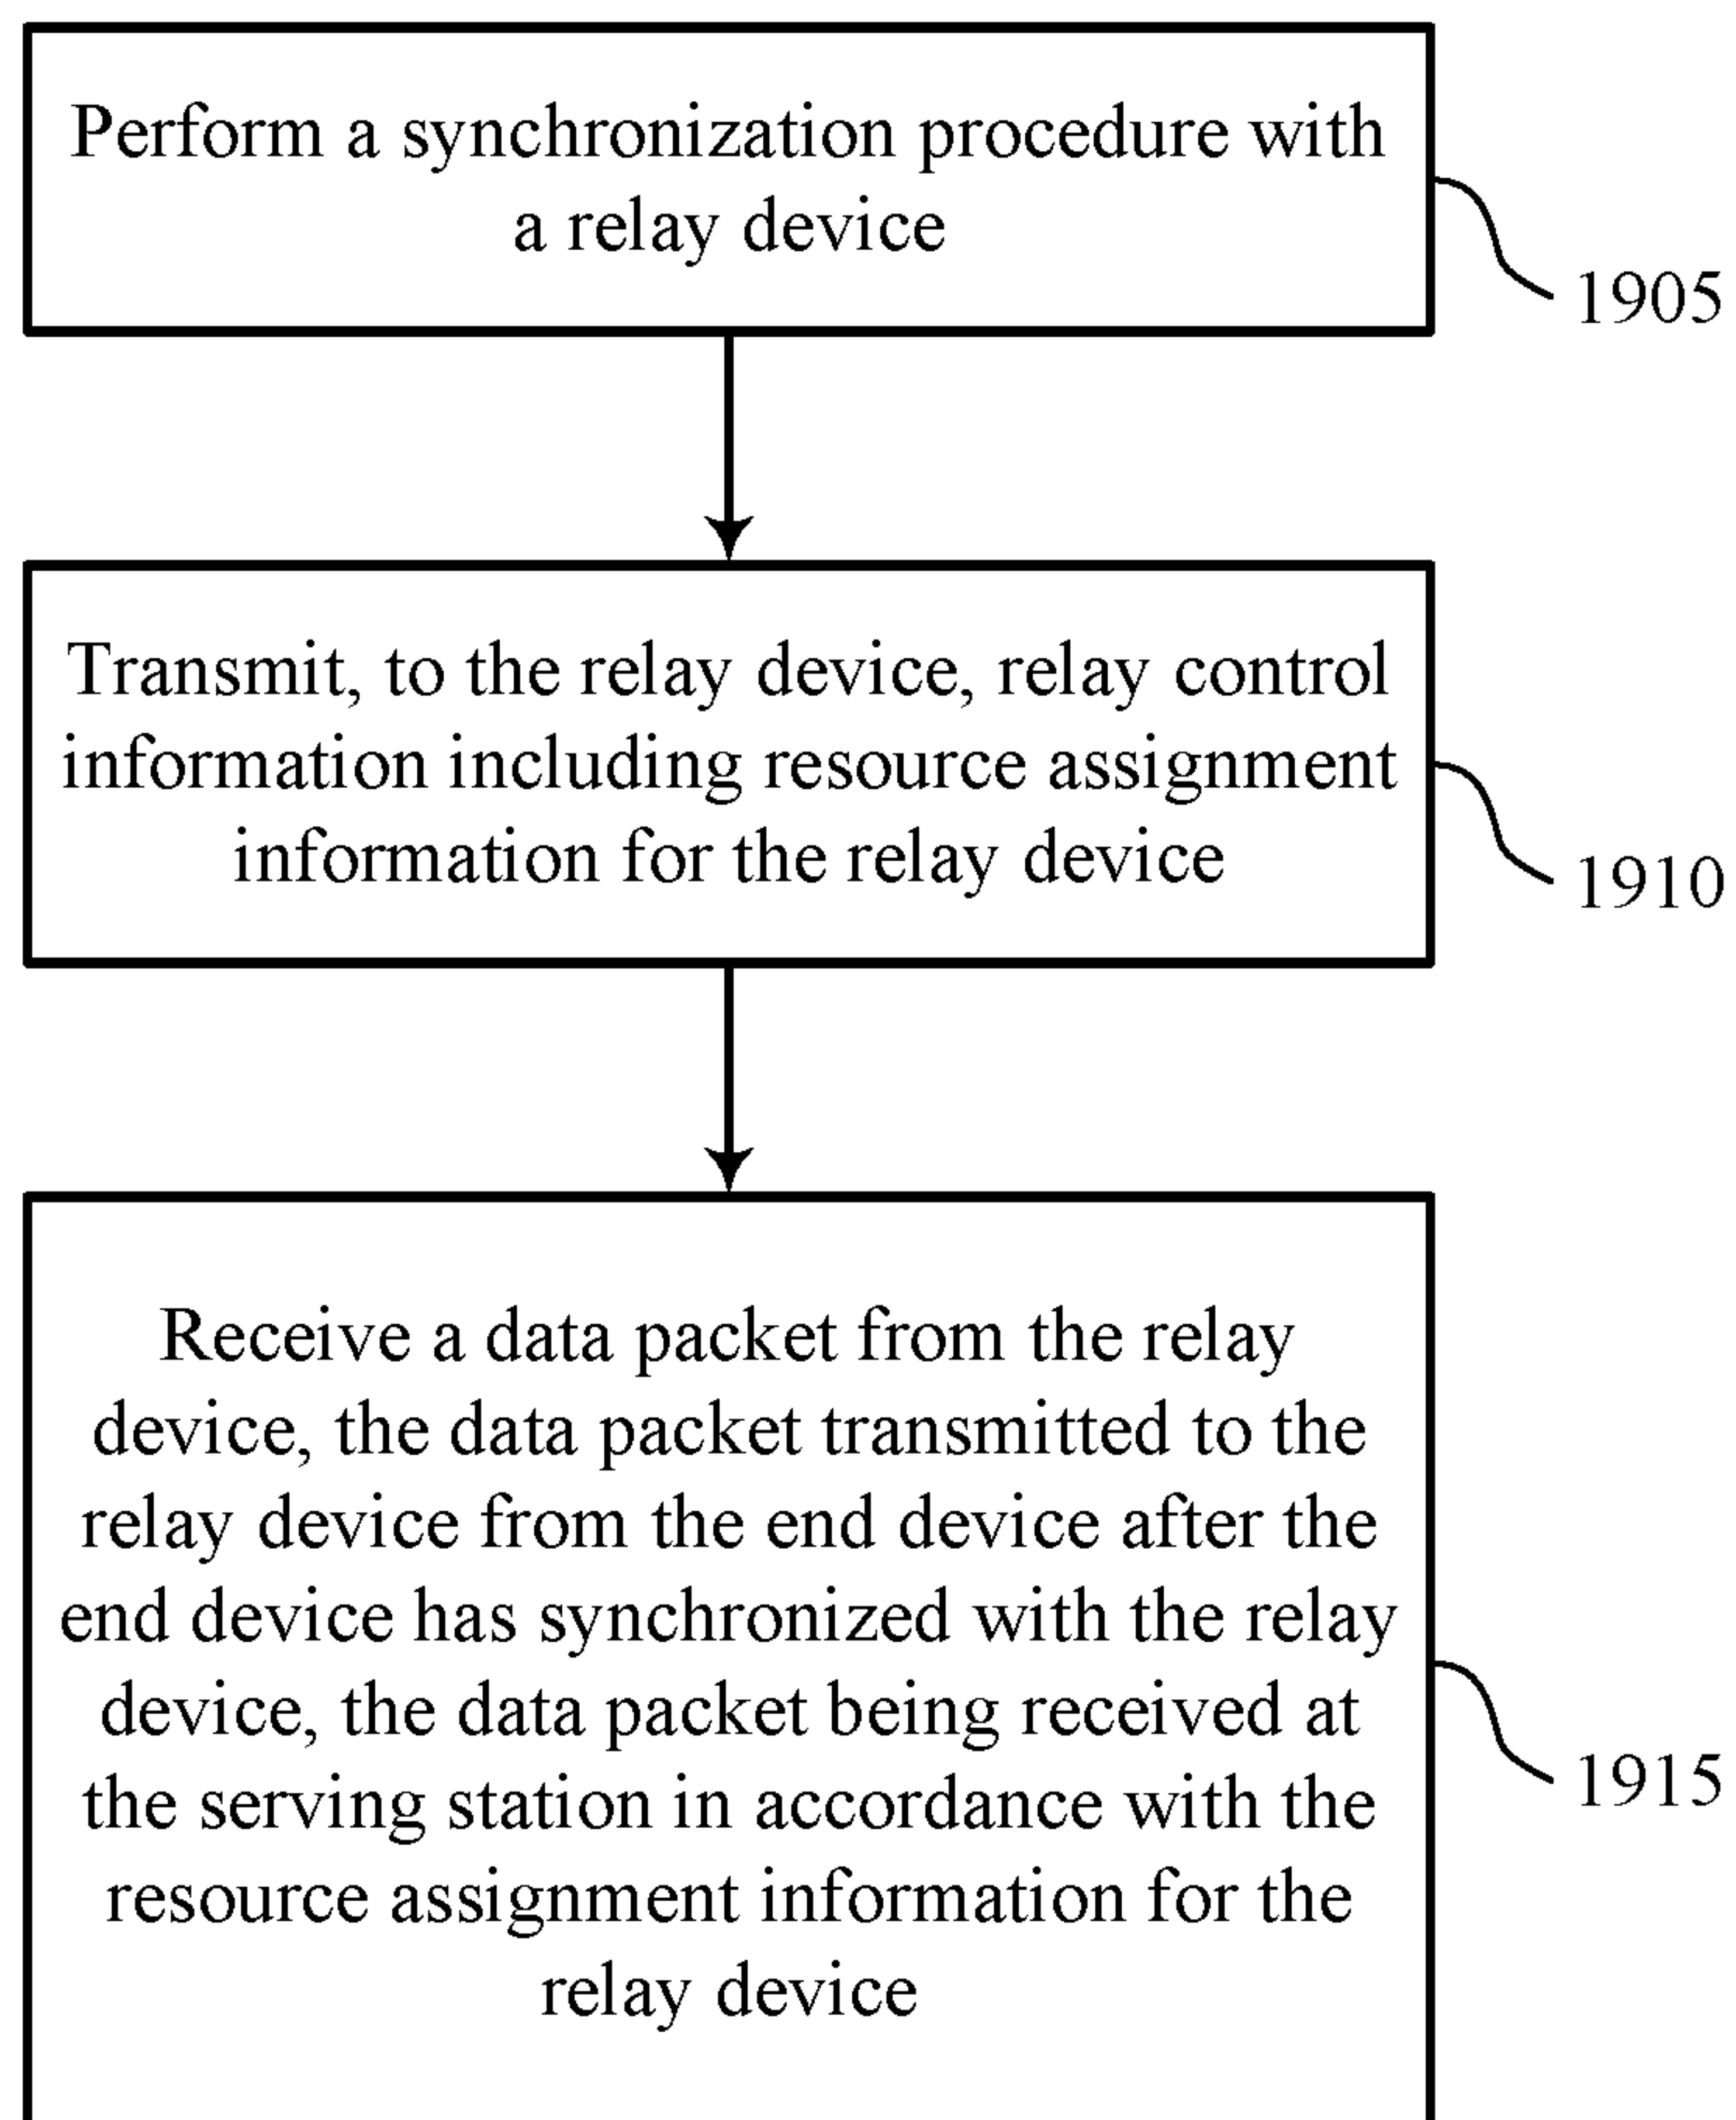 Perform a synchronization procedure with
a relay device
1905
Transmit, to the relay device, relay control
information including resource assignment
information for the relay device
1910
Receive a data packet from the relay
device, the data packet transmitted to the
relay device from the end device after the
end device has synchronized with the relay
device, the data packet being received at
the serving station in accordance with the
resource assignment information for the
relay device
1915